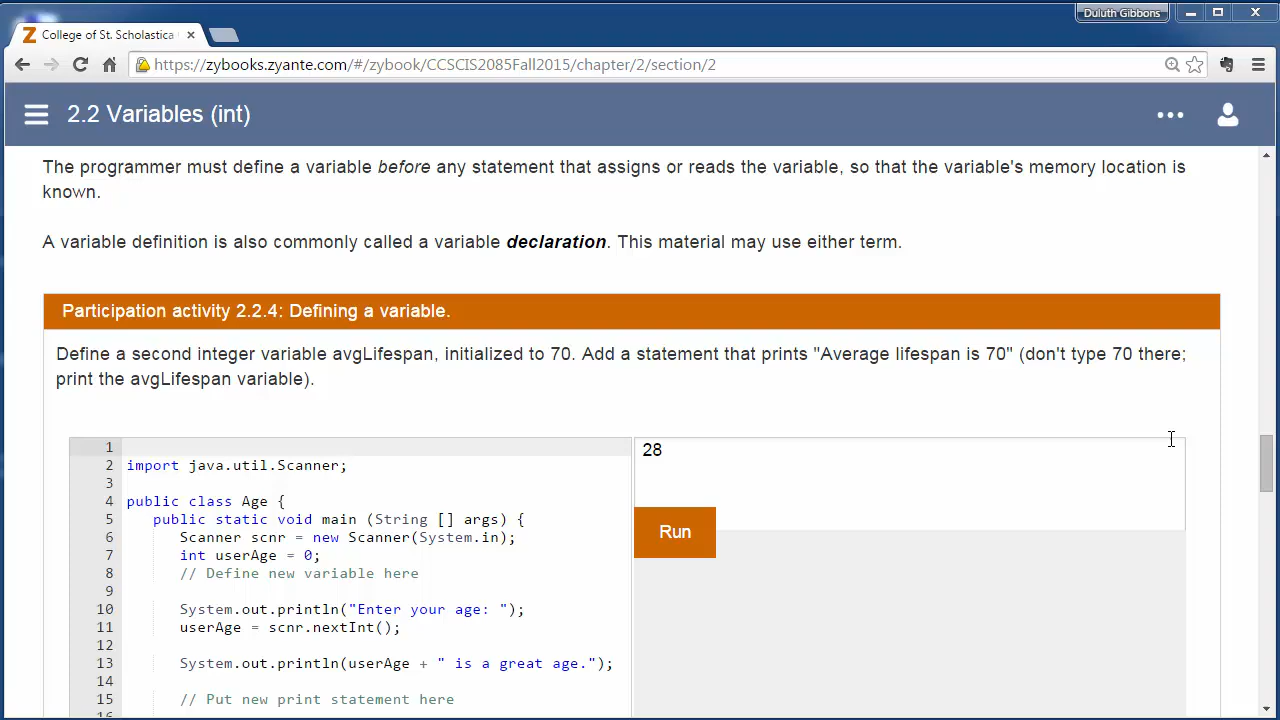 Duluth Gibbons
College of St. Scholastica
https://zybooks.zyante.com/#/zybook/CCSCIS2085Fall2015/chapter/2/section/2
2.2 Variables (int)
The programmer must define a variable before any statement that assigns or reads the variable, so that the variable's memory location is
known.
A variable definition is also commonly called a variable declaration. This material may use either term.
Participation activity 2.2.4: Defining a variable.
Define a second integer variable avgLifespan, initialized to 70. Add a statement that prints "Average lifespan is 70" (don't type 70 there;
print the avgLifespan variable).
1
2 import java.util.Scanner;
3
4 public class Age {
5 public static void main (String [] args) {
6 Scanner scnr = new Scanner(System.in);
7 int userAge = 0;
8 // Define new variable here
9
10 System.out.println("Enter your age: ");
11 userAge = scnr.nextInt();
12
13 System.out.println(userAge + " is a great age.");
14
15 // Put new print statement here
16
28
Run